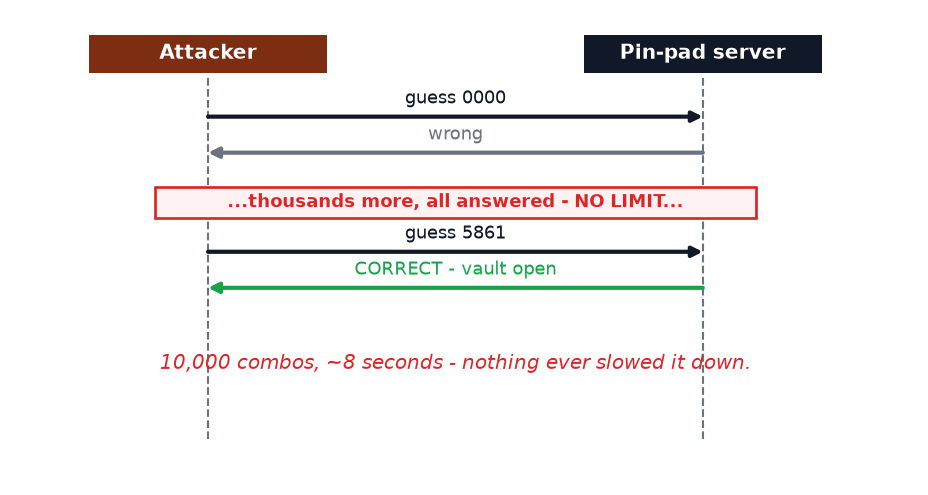 Attacker
Pin-pad server
guess 0000
wrong
...thousands more, all answered - NO LIMIT...
guess 5861
CORRECT - vault open
10,000 combos, ~8 seconds - nothing ever slowed it down.